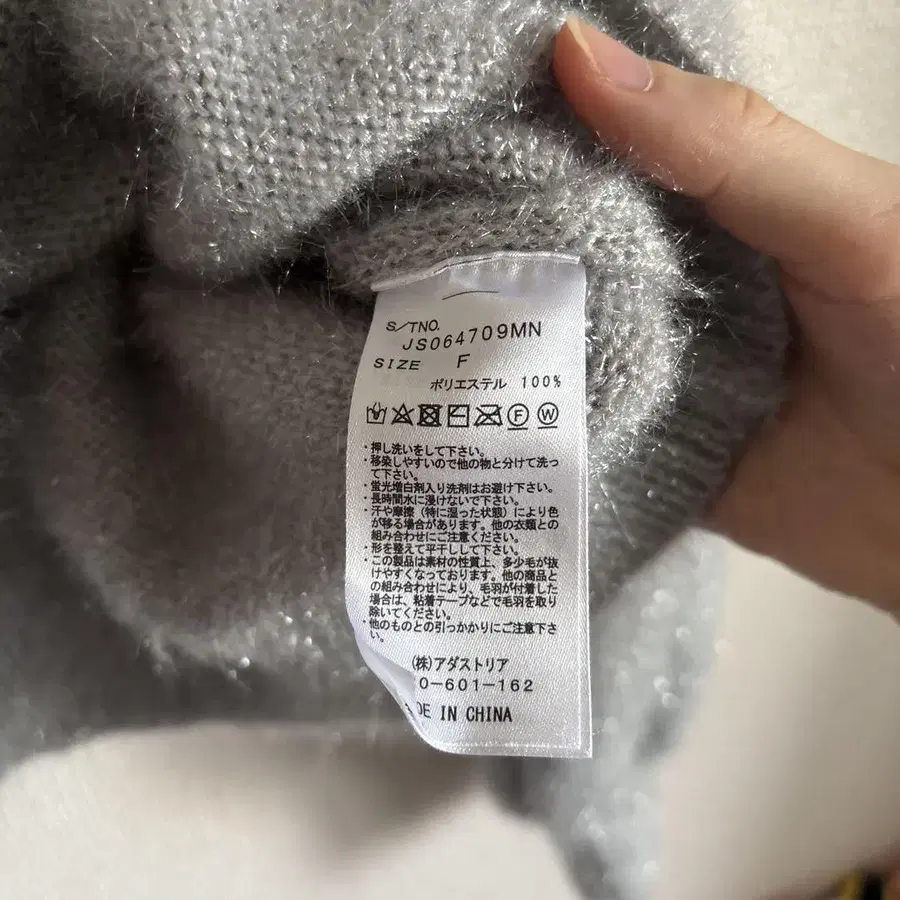 S/TNO.
JS064709MN
SIZE F
ポリエステル 100%
F W
・押し洗いをして下さい。
・移染しやすいので他の物と分けて洗っ
て下さい。
・蛍光増白剤入り洗剤はお避け下さい。
・長時間水に浸けないで下さい。
・汗や摩擦（特に湿った状態）により色
が移る場合があります。他の衣類との
組み合わせにご注意ください。
・形を整えて平干しして下さい。
・この製品は素材の性質上、多少毛が抜
けやすくなっております。他の商品と
の組み合わせにより、毛羽が付着した
場合は、粘着テープなどで毛羽を取り
除いてください。
・他のものとの引っかかりにご注意下さ
い。
(株)アダストリア
0-601-162
DE IN CHINA